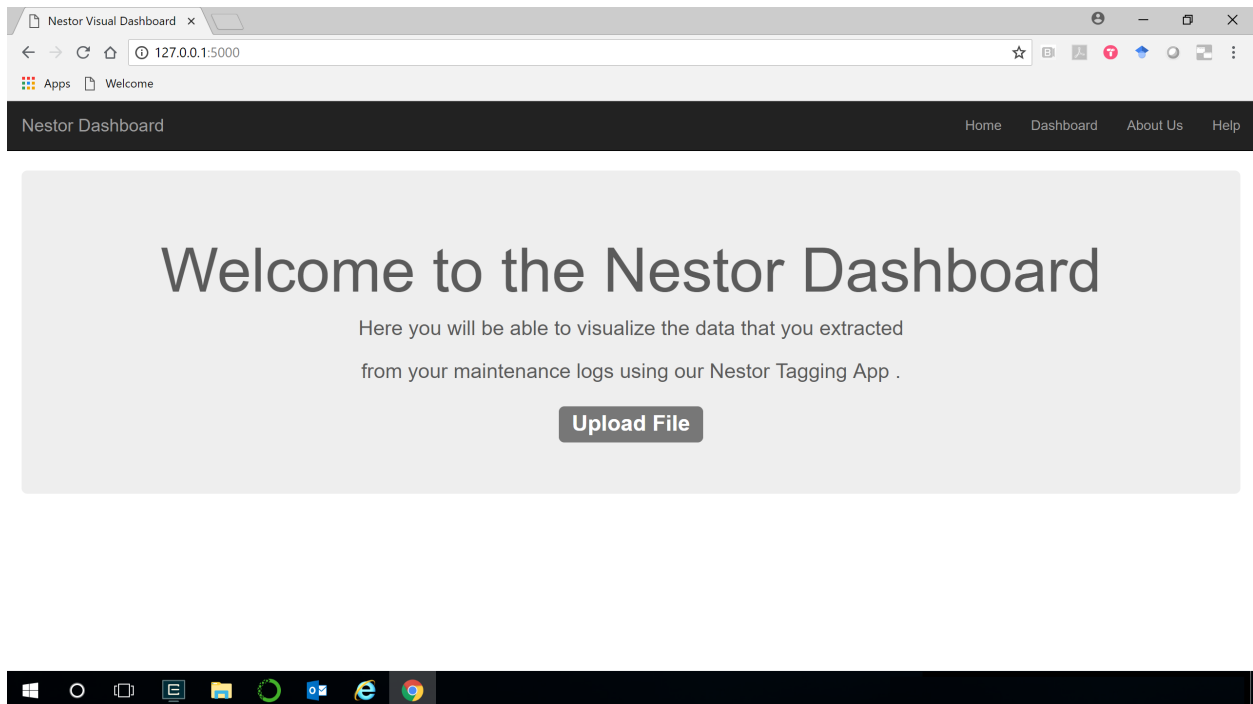 Nestor Visual Dashboard
127.0.0.1:5000
Apps Welcome
Nestor Dashboard Home Dashboard About Us Help
Welcome to the Nestor Dashboard
Here you will be able to visualize the data that you extracted
from your maintenance logs using our Nestor Tagging App .
Upload File